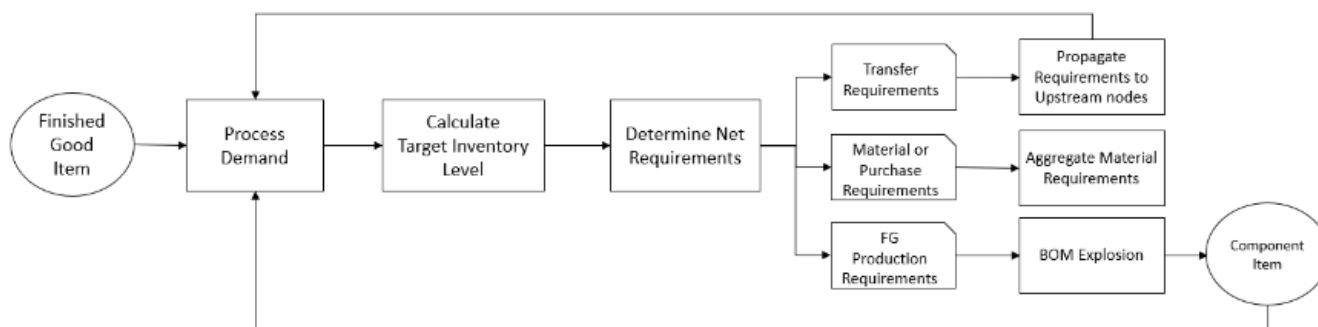 Finished
Good
Item
Process
Demand
Calculate
Target Inventory
Level
Determine Net
Requirements
Transfer
Requirements
Propagate
Requirements to
Upstream nodes
Material or
Purchase
Requirements
Aggregate Material
Requirements
FG
Production
Requirements
BOM Explosion
Component
Item